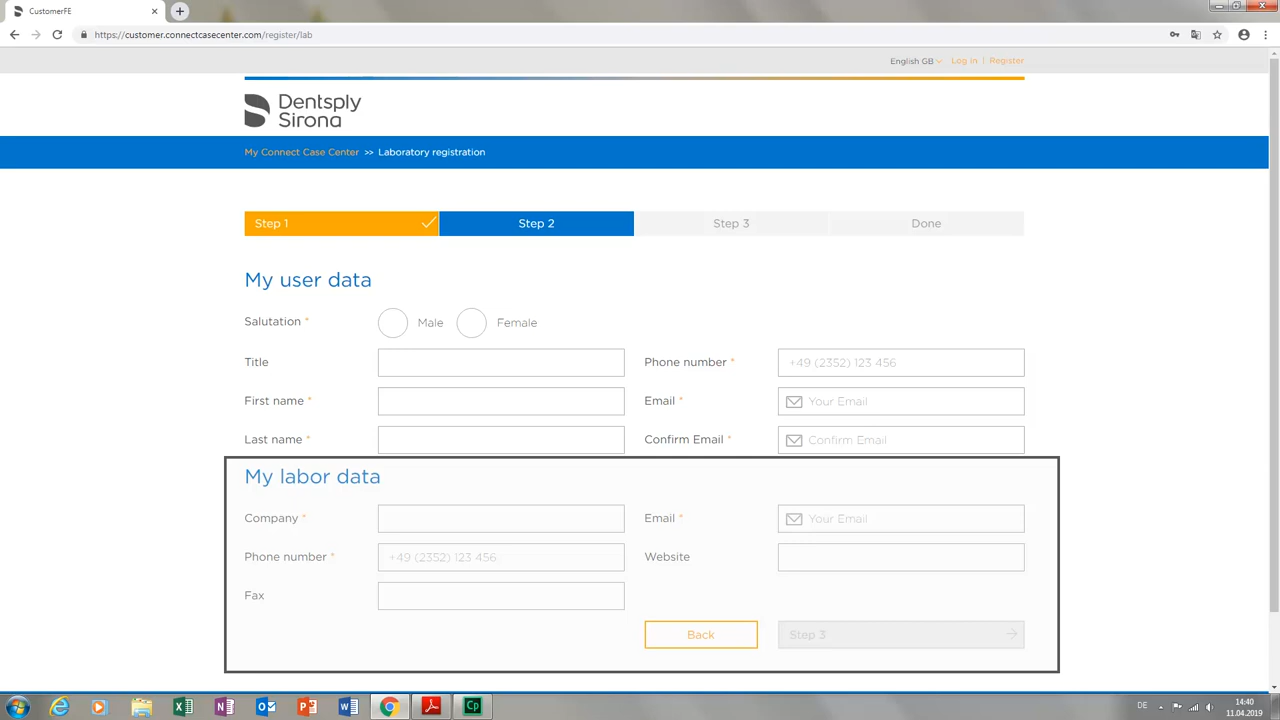 CustomerFE
https://customer.connectcasecenter.com/register/lab
English GB Log in | Register
Dentsply
Sirona
My Connect Case Center >> Laboratory registration
Step 1 Step 2 Step 3 Done
My user data
Salutation * Male Female
Title Phone number * +49 (2352) 123 456
First name * Email * Your Email
Last name * Confirm Email * Confirm Email
My labor data
Company * Email * Your Email
Phone number * +49 (2352) 123 456 Website
Fax
Back Step 3
DE 14:40
11.04.2019